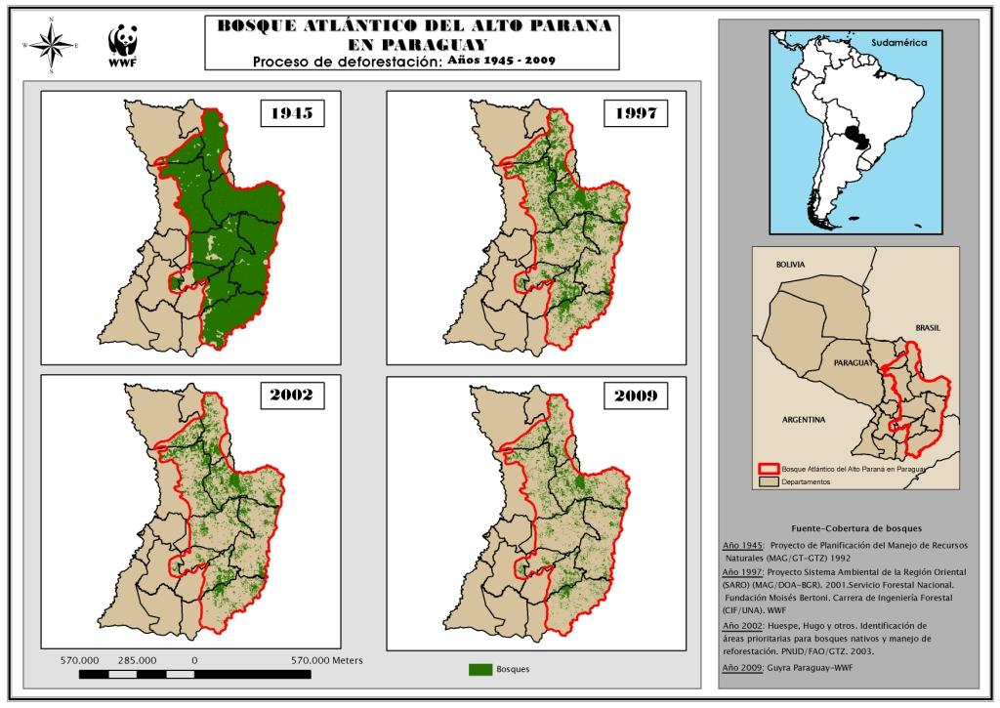 BOSQUE ATLÁNTICO DEL ALTO PARANA
EN PARAGUAY
Proceso de deforestación: Años 1945 - 2009
N
W
E
S
WWF
1945
1997
2002
2009
570.000 285.000 0 570.000 Meters
Bosques
Sudamérica
BOLIVIA
BRASIL
PARAGUAY
ARGENTINA
Bosque Atlántico del Alto Paraná en Paraguay
Departamentos
Fuente-Cobertura de bosques
Año 1945: Proyecto de Planificación del Manejo de Recursos
Naturales (MAG/GT-GTZ) 1992
Año 1997: Proyecto Sistema Ambiental de la Región Oriental
(SARO) (MAG/DOA-BGR). 2001.Servicio Forestal Nacional.
Fundación Moisés Bertoni. Carrera de Ingeniería Forestal
(CIF/UNA). WWF
Año 2002: Huespe, Hugo y otros. Identificación de
áreas prioritarias para bosques nativos y manejo de
reforestación. PNUD/FAO/GTZ. 2003.
Año 2009: Guyra Paraguay-WWF